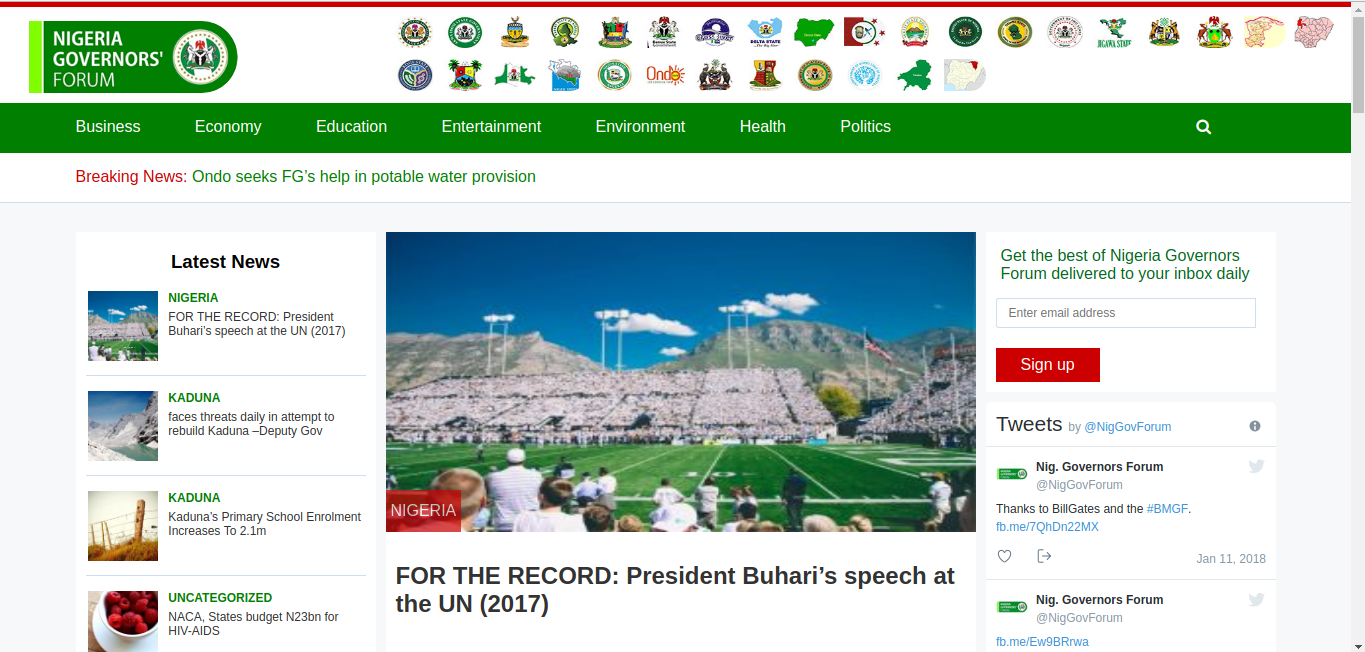 NIGERIA
GOVERNORS'
FORUM
DELTA STATE
JIGAWA STATE
Ondo
Business
Economy
Education
Entertainment
Environment
Health
Politics
Breaking News: Ondo seeks FG’s help in potable water provision
Latest News
NIGERIA
FOR THE RECORD: President
Buhari’s speech at the UN (2017)
KADUNA
faces threats daily in attempt to
rebuild Kaduna –Deputy Gov
KADUNA
Kaduna’s Primary School Enrolment
Increases To 2.1m
UNCATEGORIZED
NACA, States budget N23bn for
HIV-AIDS
NIGERIA
FOR THE RECORD: President Buhari’s speech at
the UN (2017)
Get the best of Nigeria Governors
Forum delivered to your inbox daily
Enter email address
Sign up
Tweets by @NigGovForum
Nig. Governors Forum
@NigGovForum
Thanks to BillGates and the #BMGF.
fb.me/7QhDn22MX
Jan 11, 2018
Nig. Governors Forum
@NigGovForum
fb.me/Ew9BRrwa